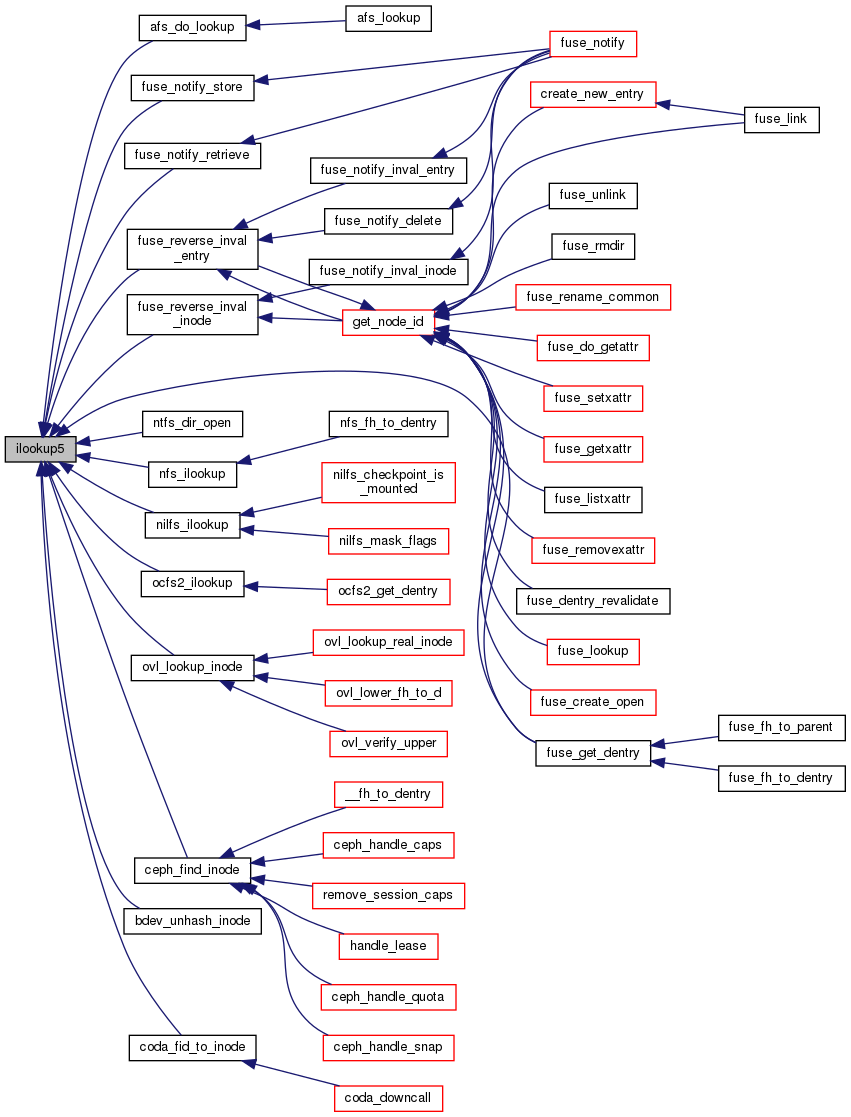 ilookup5
afs_do_lookup
afs_lookup
fuse_notify_store
fuse_notify
fuse_notify_retrieve
create_new_entry
fuse_link
fuse_notify_inval_entry
fuse_reverse_inval
_entry
fuse_notify_delete
fuse_unlink
fuse_notify_inval_inode
fuse_rmdir
fuse_reverse_inval
_inode
get_node_id
fuse_rename_common
fuse_do_getattr
fuse_setxattr
fuse_getxattr
fuse_listxattr
fuse_removexattr
fuse_dentry_revalidate
fuse_lookup
fuse_create_open
fuse_get_dentry
fuse_fh_to_parent
fuse_fh_to_dentry
ntfs_dir_open
nfs_ilookup
nfs_fh_to_dentry
nilfs_ilookup
nilfs_checkpoint_is
_mounted
nilfs_mask_flags
ocfs2_ilookup
ocfs2_get_dentry
ovl_lookup_inode
ovl_lookup_real_inode
ovl_lower_fh_to_d
ovl_verify_upper
ceph_find_inode
__fh_to_dentry
ceph_handle_caps
remove_session_caps
handle_lease
ceph_handle_quota
ceph_handle_snap
bdev_unhash_inode
coda_fid_to_inode
coda_downcall